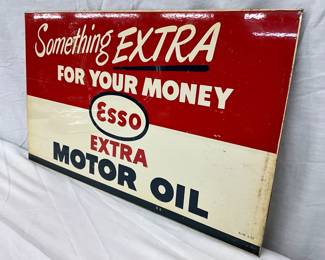 Something EXTRA
FOR YOUR MONEY
Esso
EXTRA
MOTOR OIL